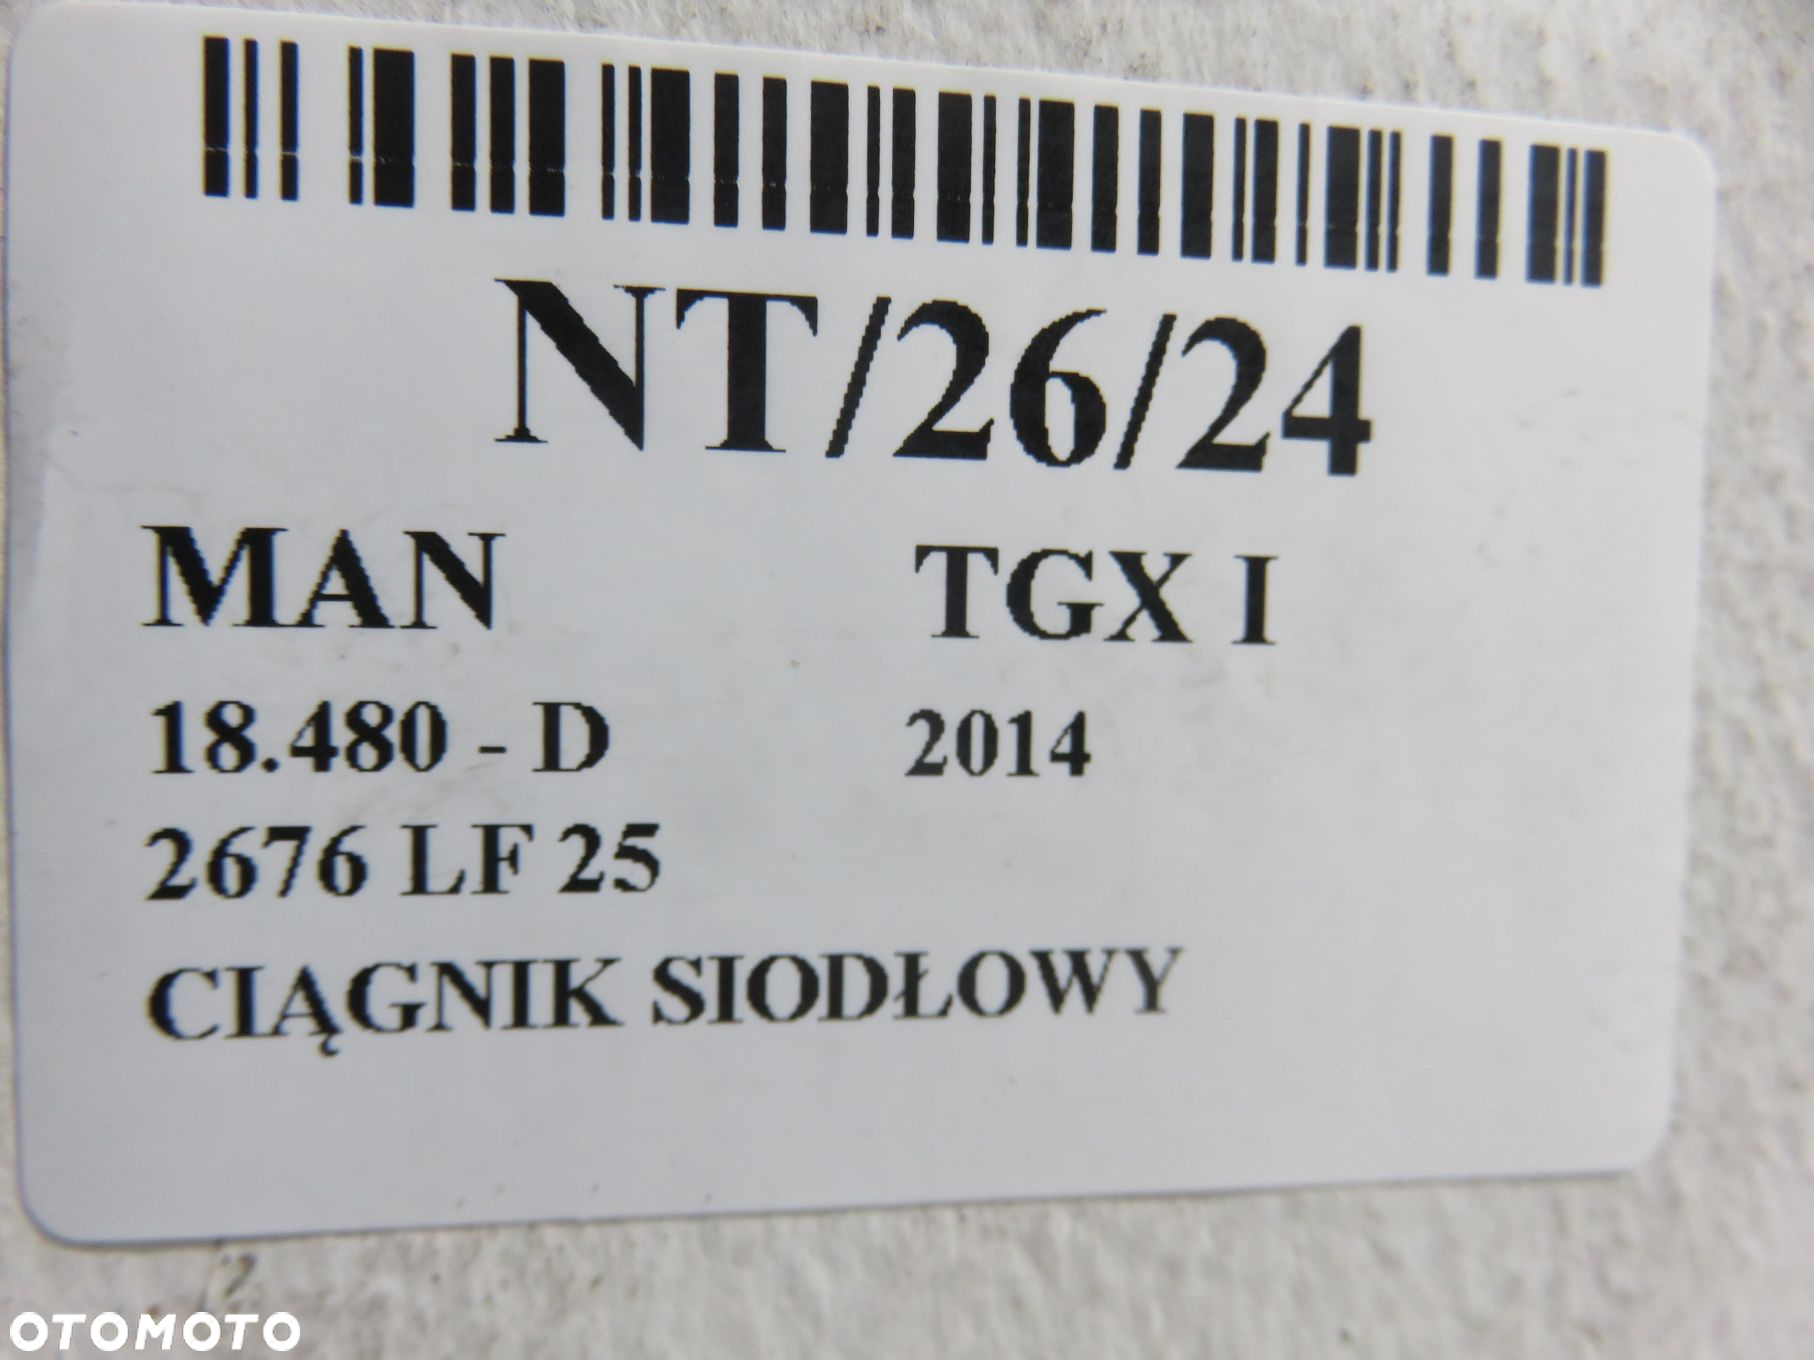 NT/26/24
MAN TGX I
18.480 - D 2014
2676 LF 25
CIĄGNIK SIODŁOWY
OTOMOTO